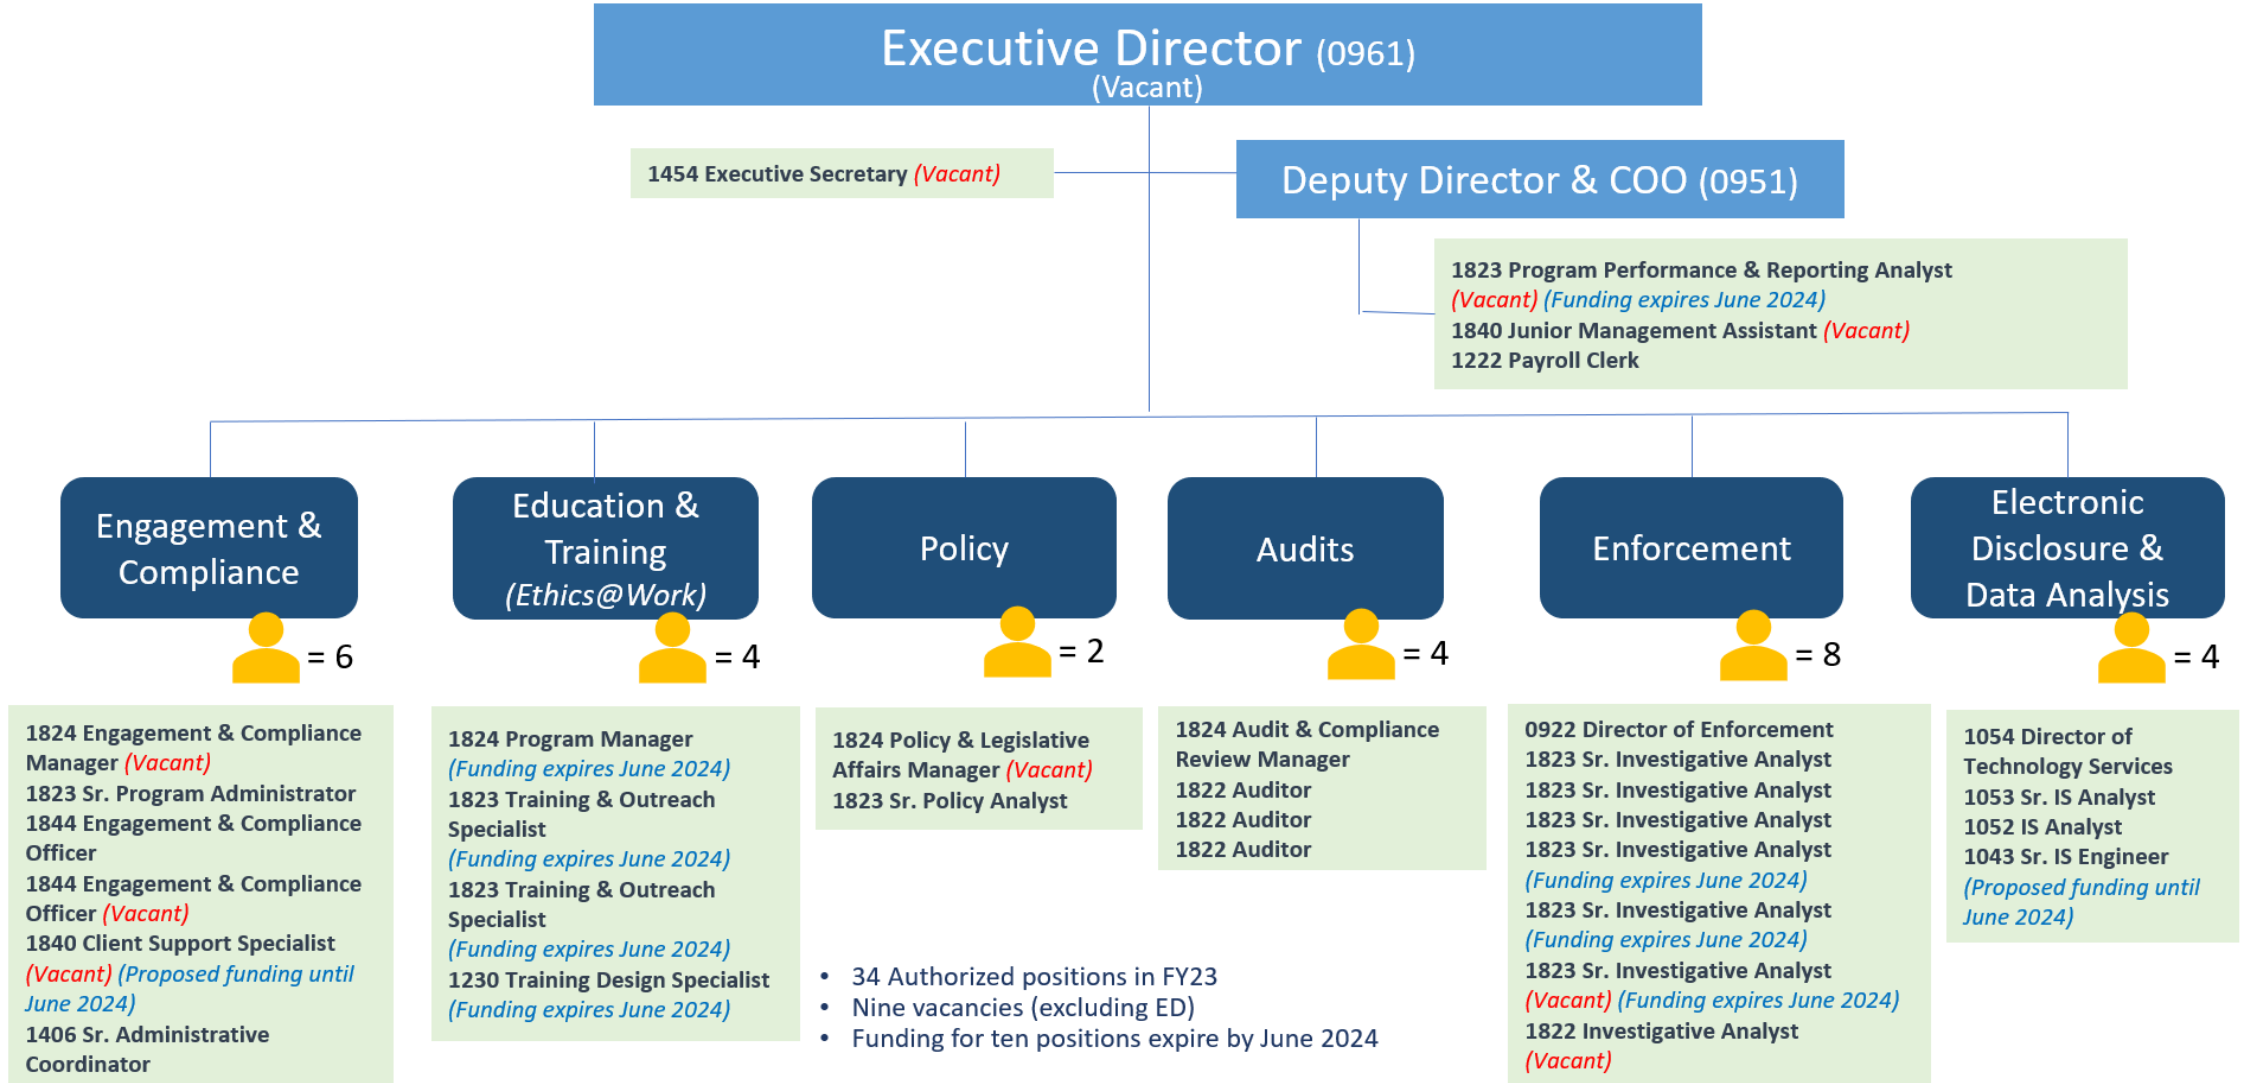 Executive Director (0961)
(Vacant)
1454 Executive Secretary (Vacant)
Deputy Director & COO (0951)
1823 Program Performance & Reporting Analyst
(Vacant) (Funding expires June 2024)
1840 Junior Management Assistant (Vacant)
1222 Payroll Clerk
Engagement &
Compliance
= 6
1824 Engagement & Compliance
Manager (Vacant)
1823 Sr. Program Administrator
1844 Engagement & Compliance
Officer
1844 Engagement & Compliance
Officer (Vacant)
1840 Client Support Specialist
(Vacant) (Proposed funding until
June 2024)
1406 Sr. Administrative
Coordinator
Education &
Training
(Ethics@Work)
= 4
1824 Program Manager
(Funding expires June 2024)
1823 Training & Outreach
Specialist
(Funding expires June 2024)
1823 Training & Outreach
Specialist
(Funding expires June 2024)
1230 Training Design Specialist
(Funding expires June 2024)
Policy
= 2
1824 Policy & Legislative
Affairs Manager (Vacant)
1823 Sr. Policy Analyst
Audits
= 4
1824 Audit & Compliance
Review Manager
1822 Auditor
1822 Auditor
1822 Auditor
Enforcement
= 8
0922 Director of Enforcement
1823 Sr. Investigative Analyst
1823 Sr. Investigative Analyst
1823 Sr. Investigative Analyst
1823 Sr. Investigative Analyst
(Funding expires June 2024)
1823 Sr. Investigative Analyst
(Funding expires June 2024)
1823 Sr. Investigative Analyst
(Vacant) (Funding expires June 2024)
1822 Investigative Analyst
(Vacant)
Electronic
Disclosure &
Data Analysis
= 4
1054 Director of
Technology Services
1053 Sr. IS Analyst
1052 IS Analyst
1043 Sr. IS Engineer
(Proposed funding until
June 2024)
• 34 Authorized positions in FY23
• Nine vacancies (excluding ED)
• Funding for ten positions expire by June 2024